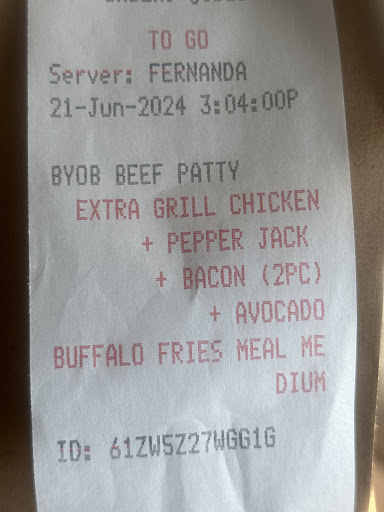 TO GO
Server: FERNANDA
21-Jun-2024 3:04:00P
BYOB BEEF PATTY
EXTRA GRILL CHICKEN
+ PEPPER JACK
+ BACON (2PC)
+ AVOCADO
BUFFALO FRIES MEAL ME
DIUM
ID: 61ZW5Z27WGG1G